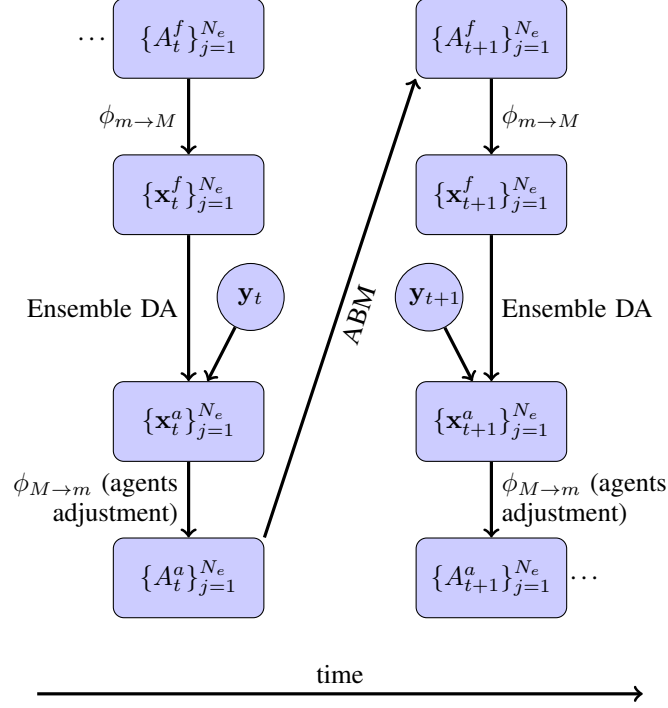 ⋯ {A_t^f}_{j=1}^{N_e} {A_{t+1}^f}_{j=1}^{N_e}
ϕ_{m→M} ϕ_{m→M}
{𝐱_t^f}_{j=1}^{N_e} {𝐱_{t+1}^f}_{j=1}^{N_e}
Ensemble DA 𝐲_t ABM 𝐲_{t+1} Ensemble DA
{𝐱_t^a}_{j=1}^{N_e} {𝐱_{t+1}^a}_{j=1}^{N_e}
ϕ_{M→m} (agents
adjustment)
ϕ_{M→m} (agents
adjustment)
{A_t^a}_{j=1}^{N_e} {A_{t+1}^a}_{j=1}^{N_e} ⋯
time